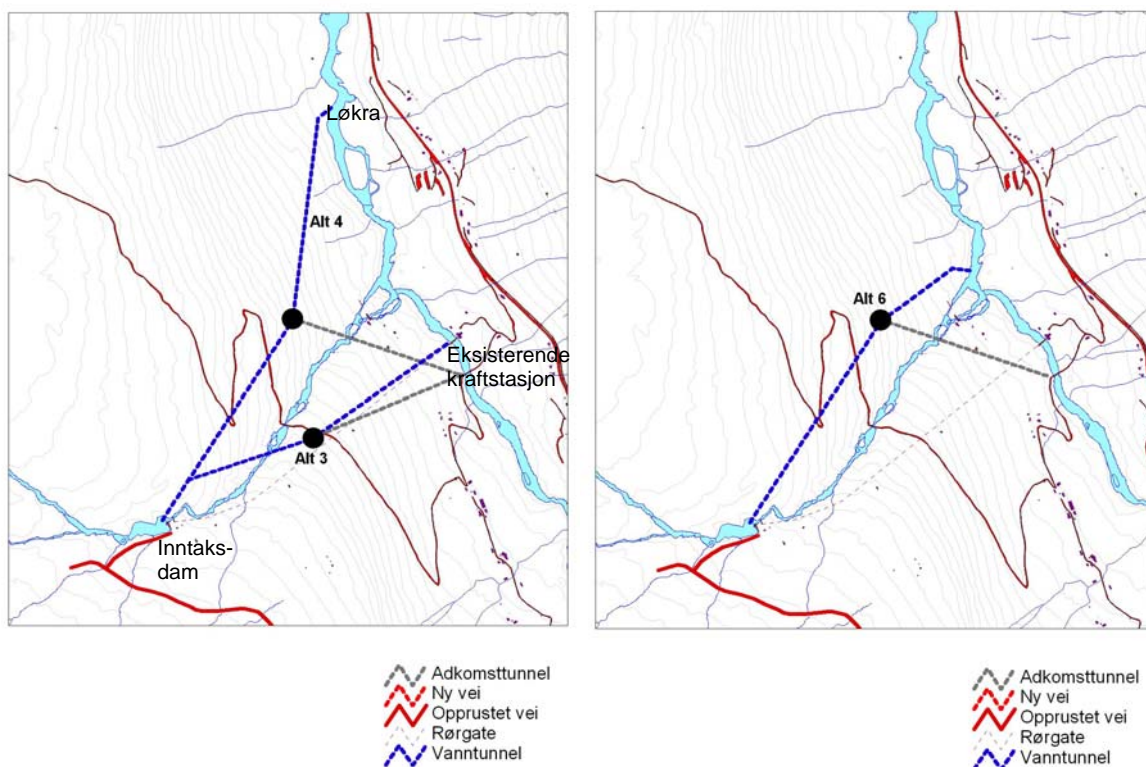 Løkra
Alt 4
Eksisterende
kraftstasjon
Alt 3
Inntaks-
dam
Adkomsttunnel
Ny vei
Opprustet vei
Rørgate
Vanntunnel
Alt 6
Adkomsttunnel
Ny vei
Opprustet vei
Rørgate
Vanntunnel